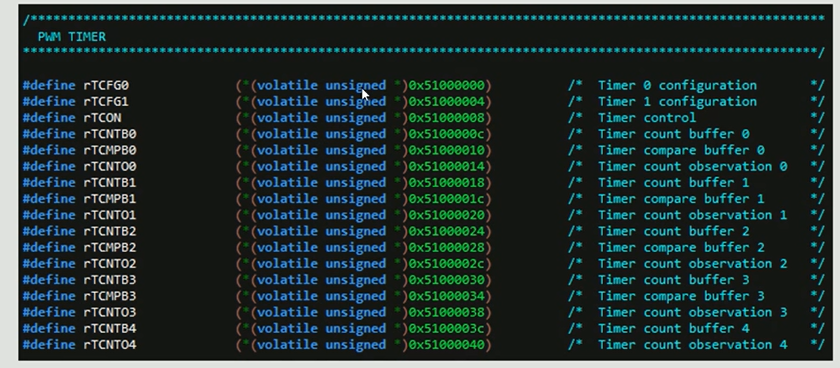 /******************************************************************************************************
PWM TIMER
******************************************************************************************************/
#define rTCFG0 (*(volatile unsigned *)0x51000000) /* Timer 0 configuration */
#define rTCFG1 (*(volatile unsigned *)0x51000004) /* Timer 1 configuration */
#define rTCON (*(volatile unsigned *)0x51000008) /* Timer control */
#define rTCNTB0 (*(volatile unsigned *)0x5100000c) /* Timer count buffer 0 */
#define rTCMPB0 (*(volatile unsigned *)0x51000010) /* Timer compare buffer 0 */
#define rTCNTO0 (*(volatile unsigned *)0x51000014) /* Timer count observation 0 */
#define rTCNTB1 (*(volatile unsigned *)0x51000018) /* Timer count buffer 1 */
#define rTCMPB1 (*(volatile unsigned *)0x5100001c) /* Timer compare buffer 1 */
#define rTCNTO1 (*(volatile unsigned *)0x51000020) /* Timer count observation 1 */
#define rTCNTB2 (*(volatile unsigned *)0x51000024) /* Timer count buffer 2 */
#define rTCMPB2 (*(volatile unsigned *)0x51000028) /* Timer compare buffer 2 */
#define rTCNTO2 (*(volatile unsigned *)0x5100002c) /* Timer count observation 2 */
#define rTCNTB3 (*(volatile unsigned *)0x51000030) /* Timer count buffer 3 */
#define rTCMPB3 (*(volatile unsigned *)0x51000034) /* Timer compare buffer 3 */
#define rTCNTO3 (*(volatile unsigned *)0x51000038) /* Timer count observation 3 */
#define rTCNTB4 (*(volatile unsigned *)0x5100003c) /* Timer count buffer 4 */
#define rTCNTO4 (*(volatile unsigned *)0x51000040) /* Timer count observation 4 */